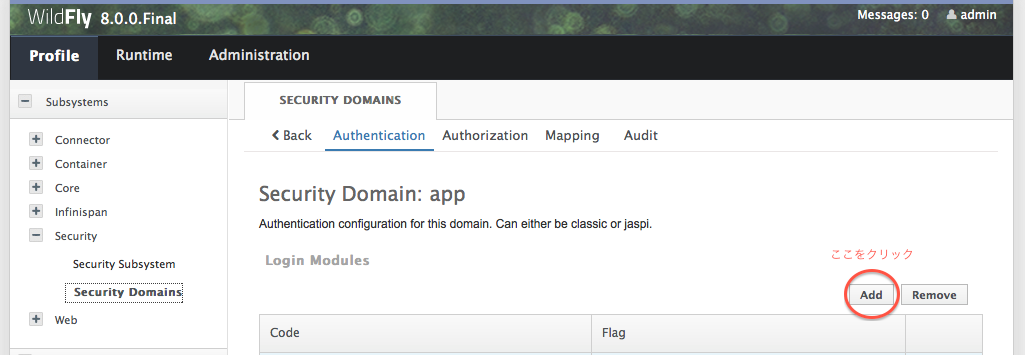 WildFly 8.0.0.Final
Messages: 0 admin
Profile Runtime Administration
Subsystems
Connector
Container
Core
Infinispan
Security
Security Subsystem
Security Domains
Web
SECURITY DOMAINS
Back Authentication Authorization Mapping Audit
Security Domain: app
Authentication configuration for this domain. Can either be classic or jaspi.
Login Modules
ここをクリック
Add Remove
Code Flag